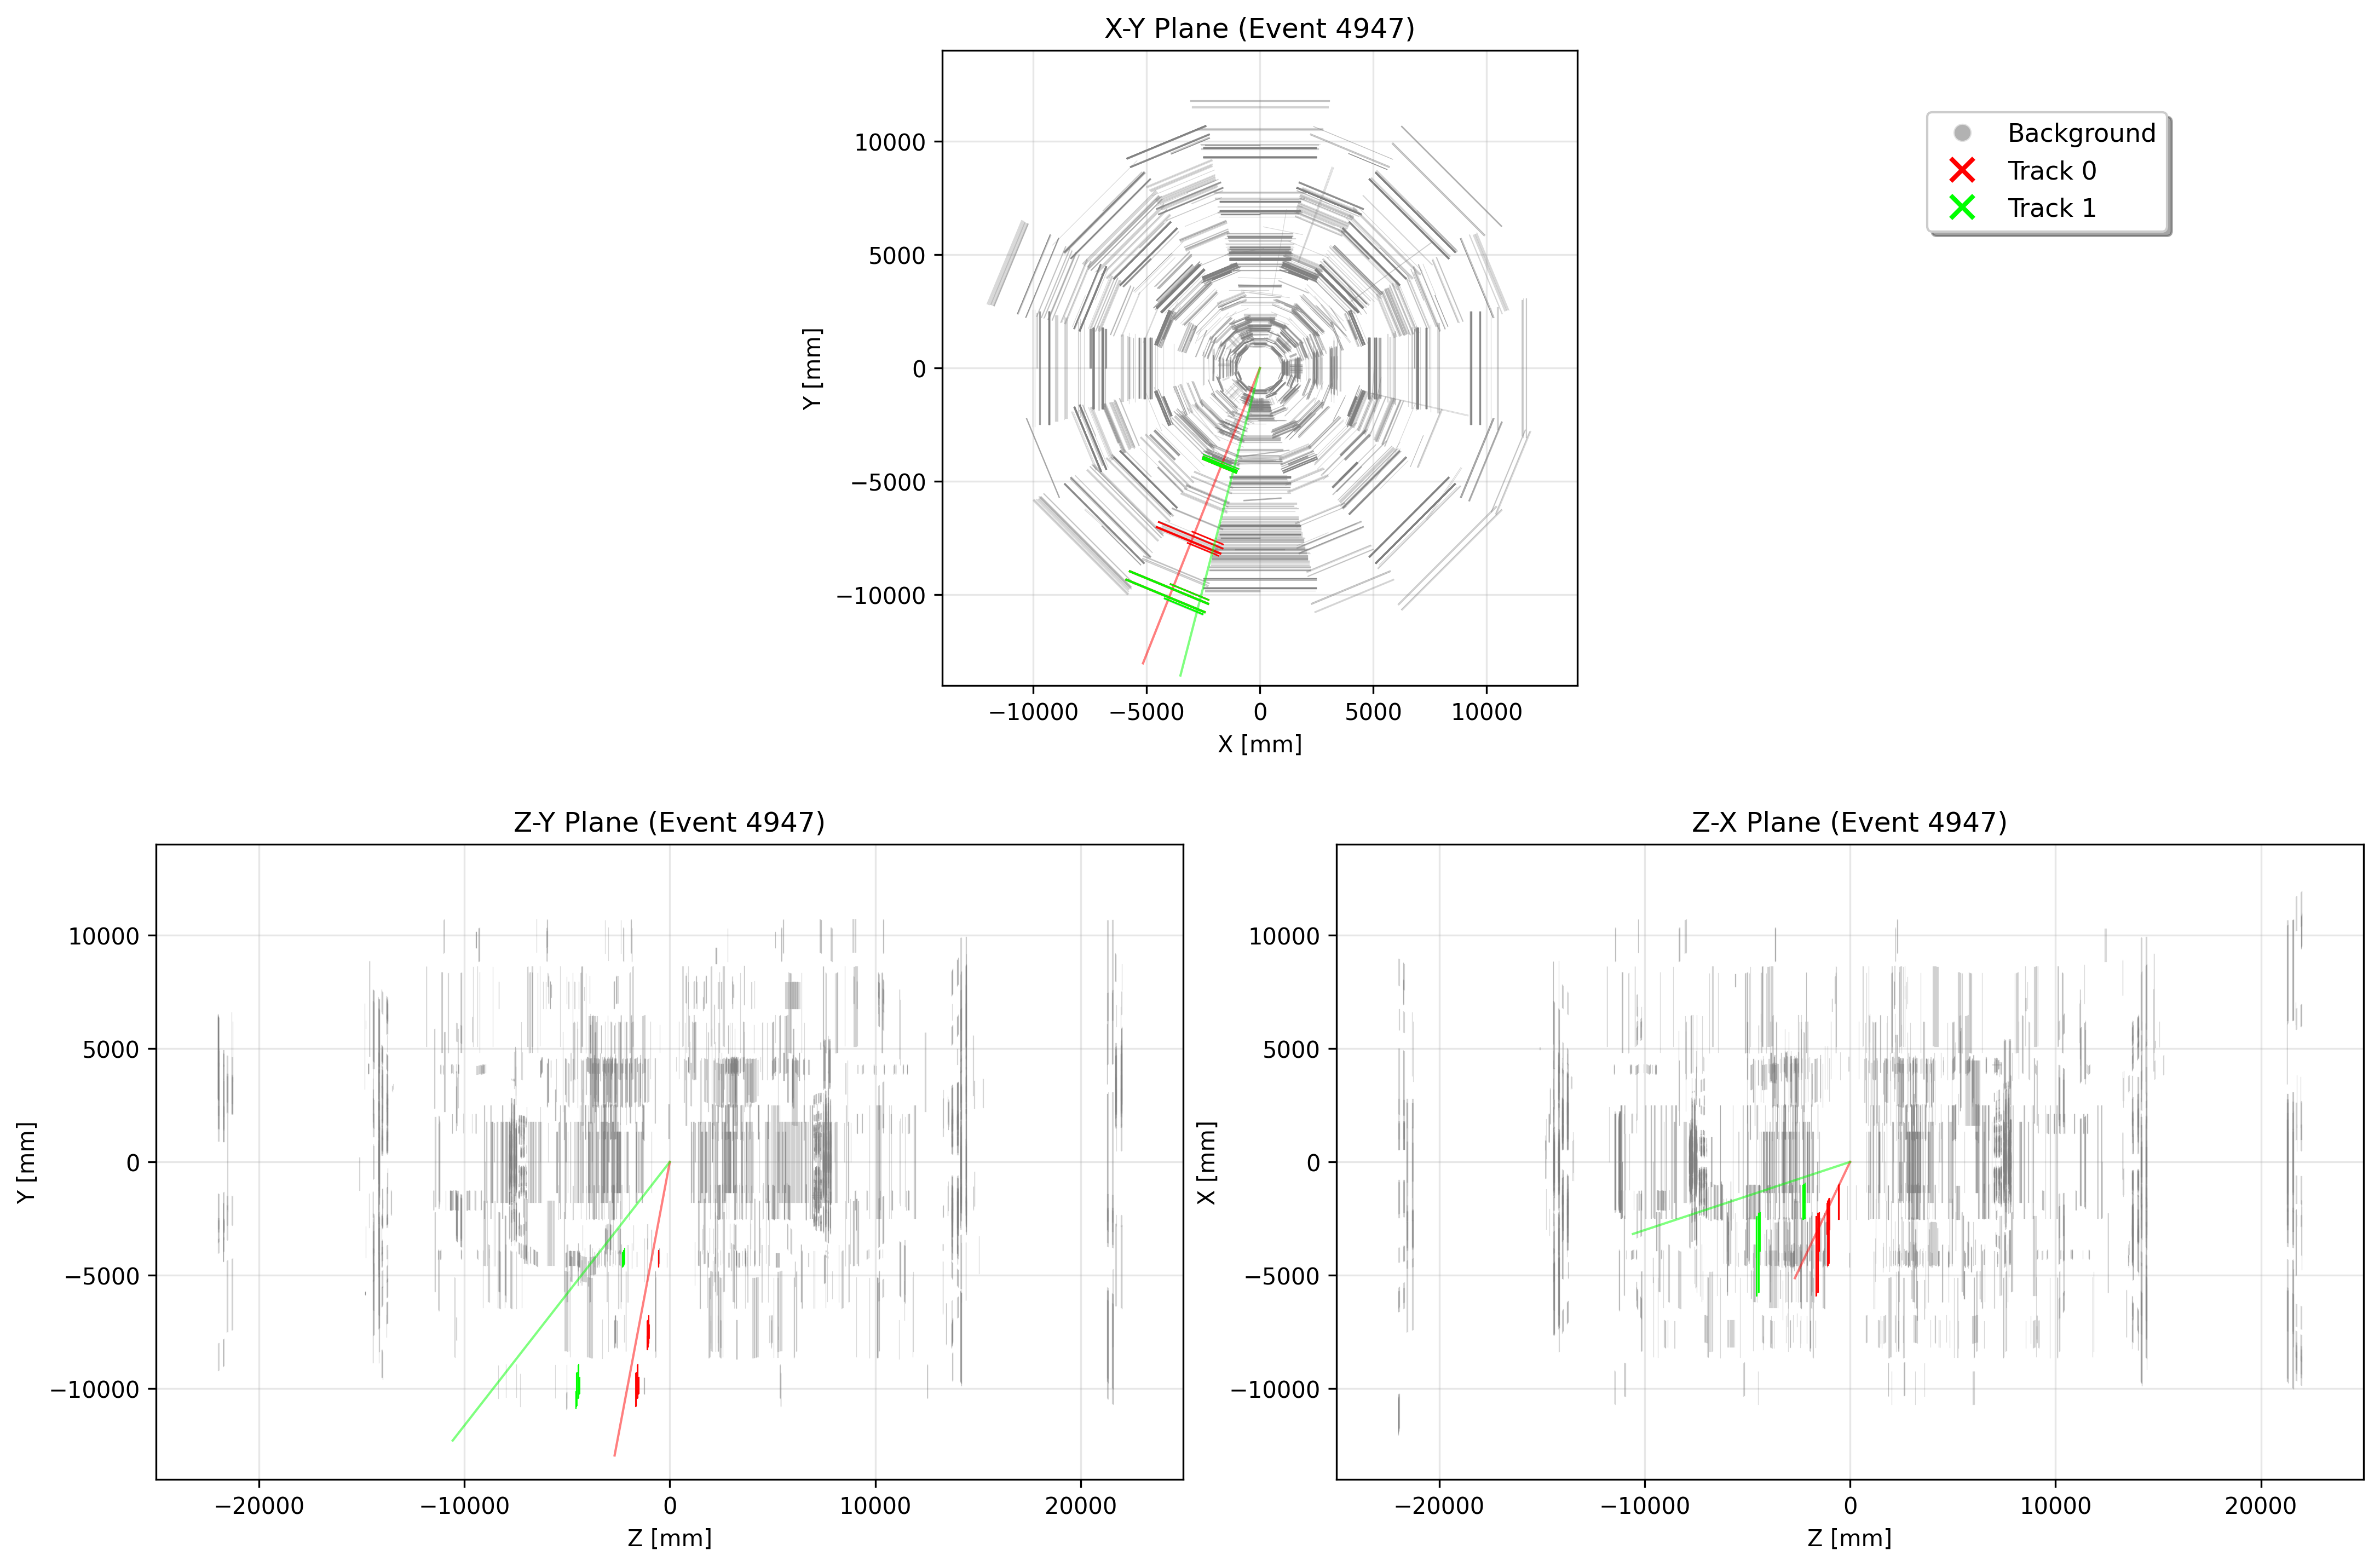 X-Y Plane (Event 4947)
Y [mm]
10000
5000
0
−5000
−10000
−10000 −5000 0 5000 10000
X [mm]
Background
Track 0
Track 1
Z-Y Plane (Event 4947)
Y [mm]
10000
5000
0
−5000
−10000
−20000 −10000 0 10000 20000
Z [mm]
Z-X Plane (Event 4947)
X [mm]
10000
5000
0
−5000
−10000
−20000 −10000 0 10000 20000
Z [mm]